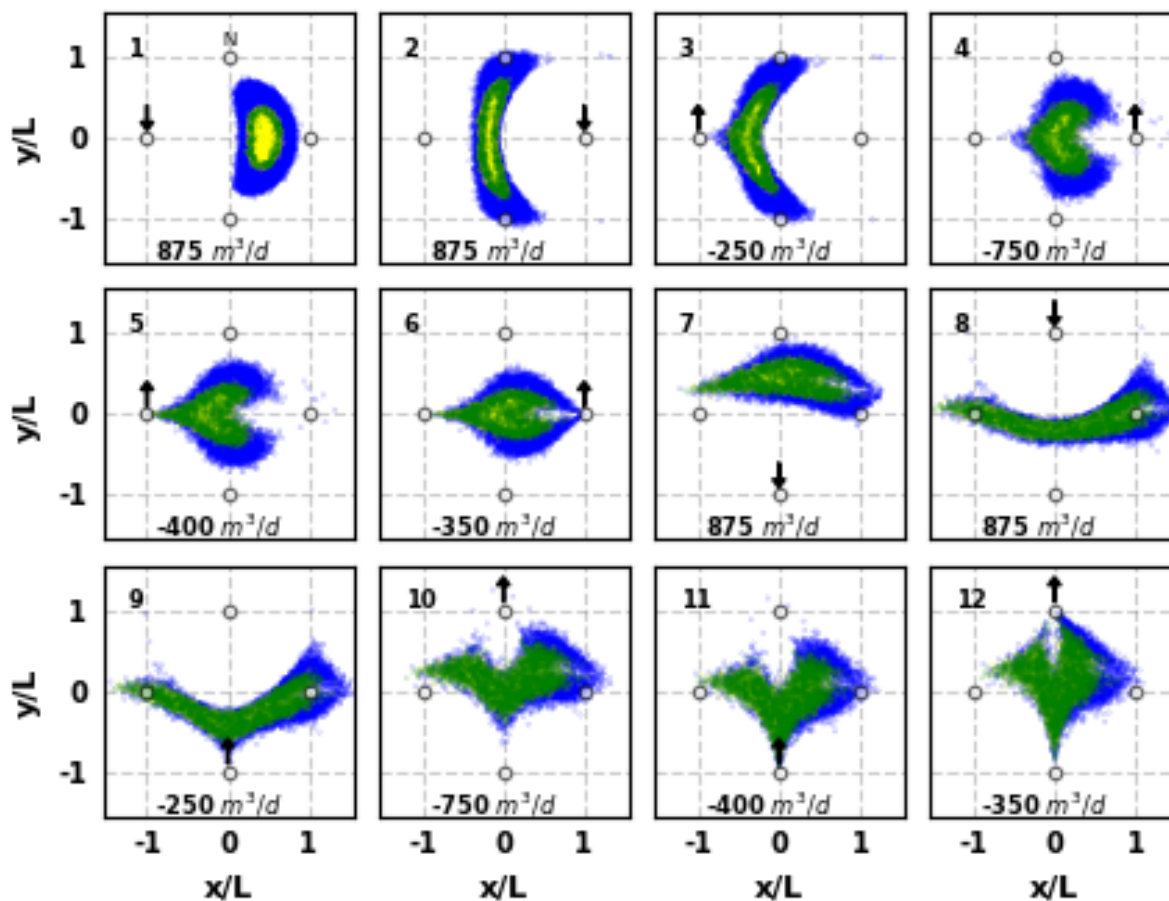 1 N 2 3 4
1
y/L 0
-1
875 m³/d 875 m³/d -250 m³/d -750 m³/d
5 6 7 8
1
y/L 0
-1
-400 m³/d -350 m³/d 875 m³/d 875 m³/d
9 10 11 12
1
y/L 0
-1
-250 m³/d -750 m³/d -400 m³/d -350 m³/d
-1 0 1 -1 0 1 -1 0 1 -1 0 1
x/L x/L x/L x/L